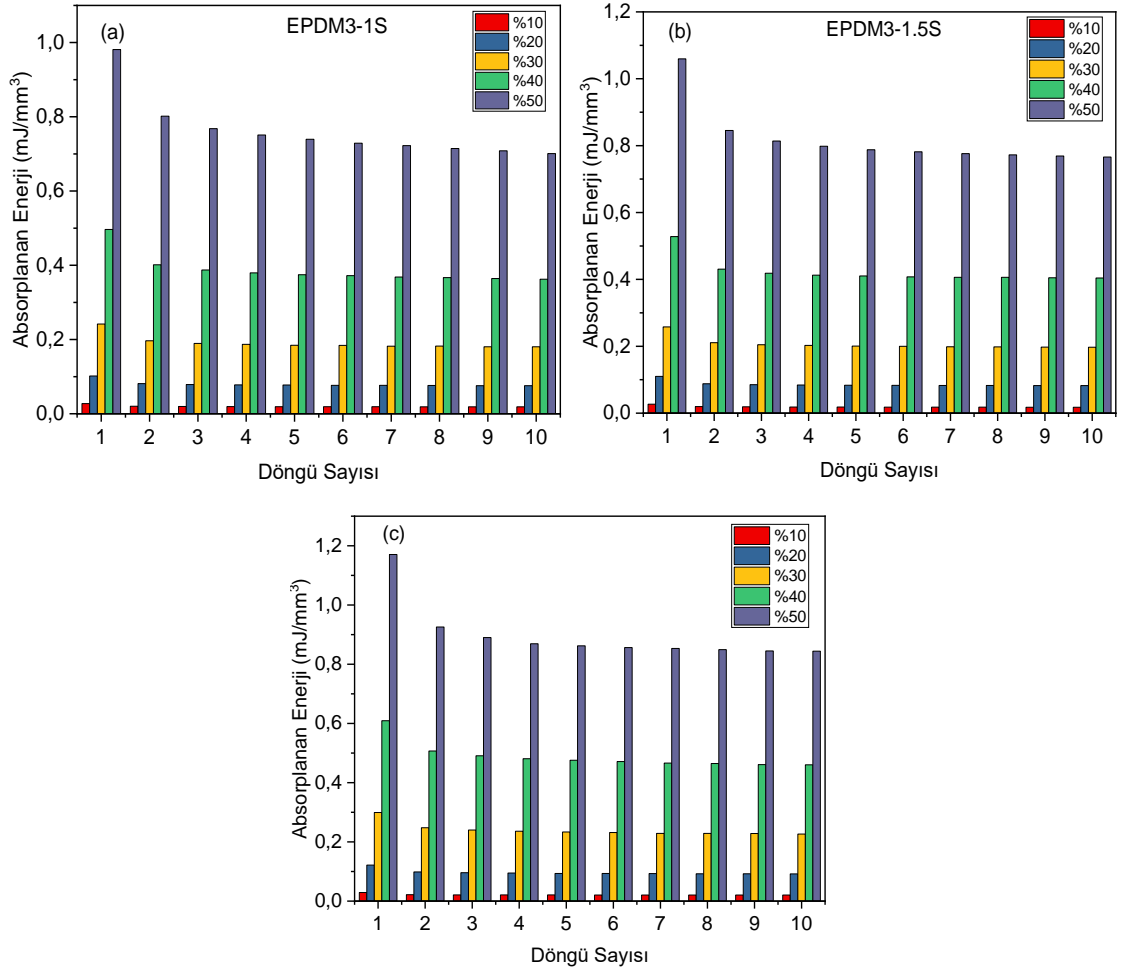 (a)
EPDM3-1S
%10
%20
%30
%40
%50
Absorplanan Enerji (mJ/mm³)
1,0
0,8
0,6
0,4
0,2
0,0
1 2 3 4 5 6 7 8 9 10
Döngü Sayısı
(b)
EPDM3-1.5S
%10
%20
%30
%40
%50
Absorplanan Enerji (mJ/mm³)
1,2
1,0
0,8
0,6
0,4
0,2
0,0
1 2 3 4 5 6 7 8 9 10
Döngü Sayısı
(c)
%10
%20
%30
%40
%50
Absorplanan Enerji (mJ/mm³)
1,2
1,0
0,8
0,6
0,4
0,2
0,0
1 2 3 4 5 6 7 8 9 10
Döngü Sayısı